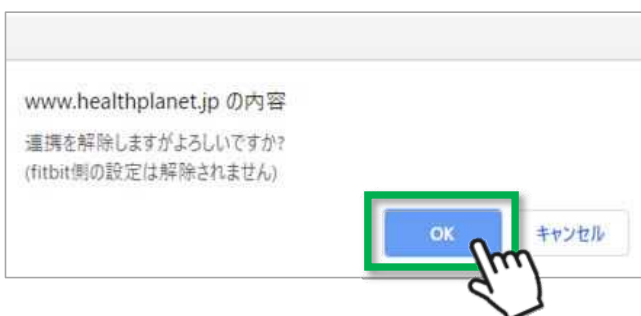 www.healthplanet.jp の内容
連携を解除しますがよろしいですか?
(fitbit側の設定は解除されません)
OK キャンセル